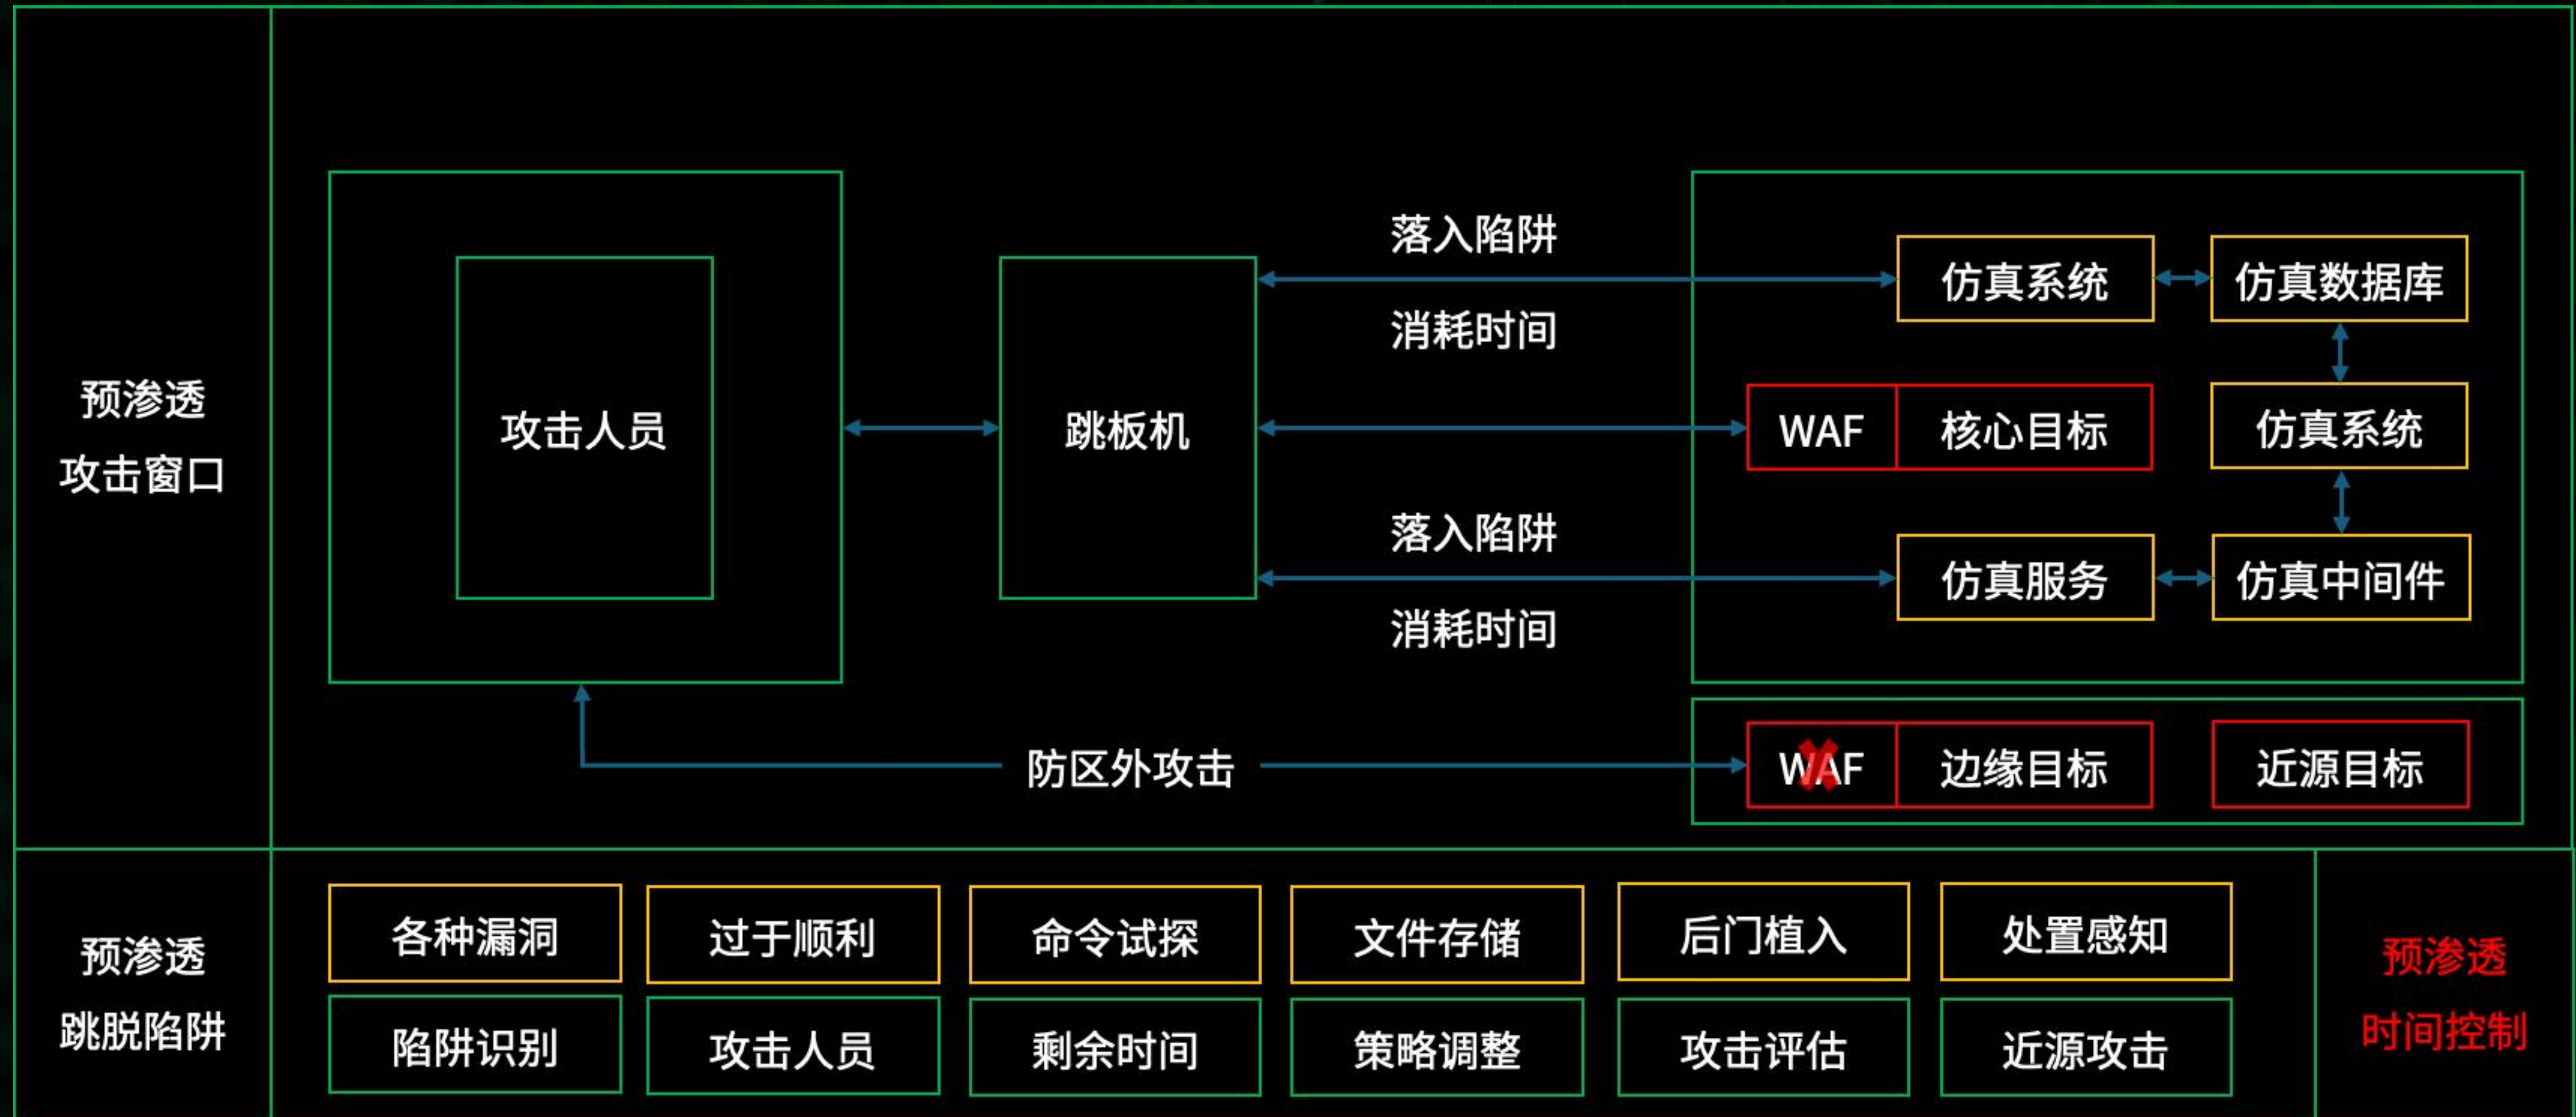 预渗透
攻击窗口
攻击人员
跳板机
落入陷阱
消耗时间
落入陷阱
消耗时间
仿真系统
仿真数据库
WAF
核心目标
仿真系统
仿真服务
仿真中间件
防区外攻击
WAF
边缘目标
近源目标
预渗透
跳脱陷阱
各种漏洞
过于顺利
命令试探
文件存储
后门植入
处置感知
陷阱识别
攻击人员
剩余时间
策略调整
攻击评估
近源攻击
预渗透
时间控制